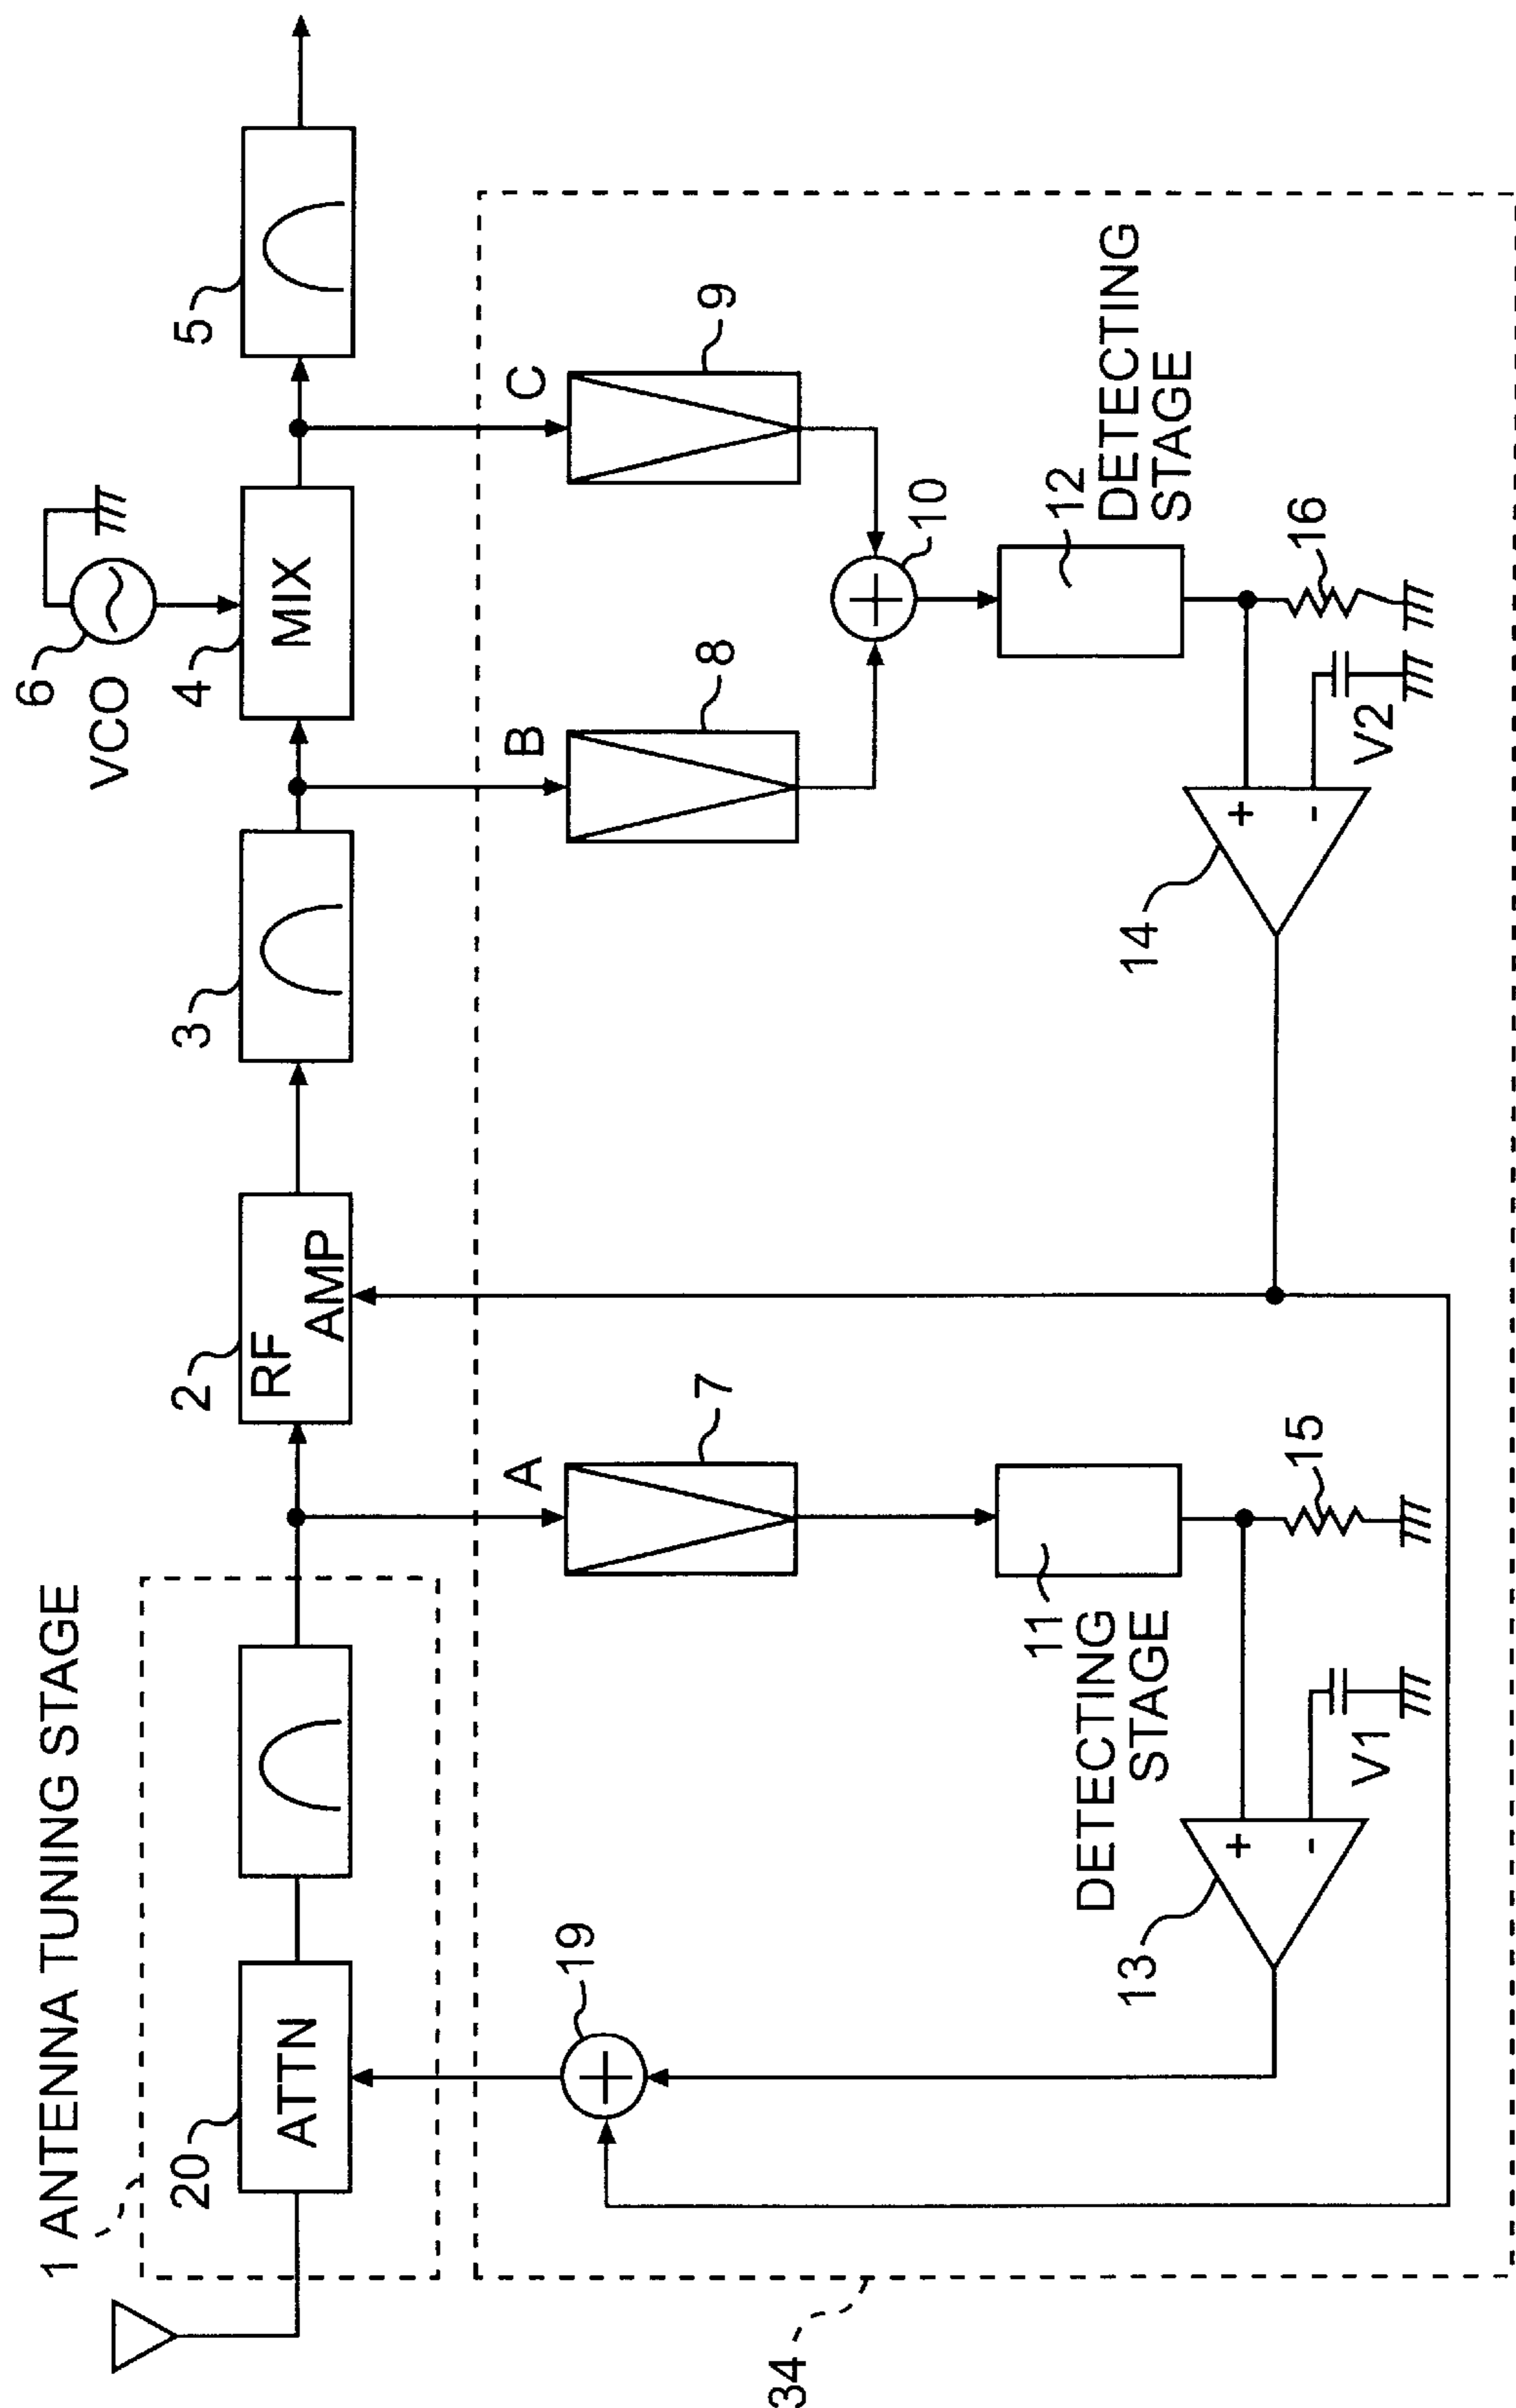 1 ANTENNA TUNING STAGE
20
ATTN
2
RF
AMP
3
6
VCO
4
MIX
5
A
7
B
8
C
9
19
10
11
DETECTING
STAGE
12
DETECTING
STAGE
13
+
-
V1
15
14
+
-
V2
16
34